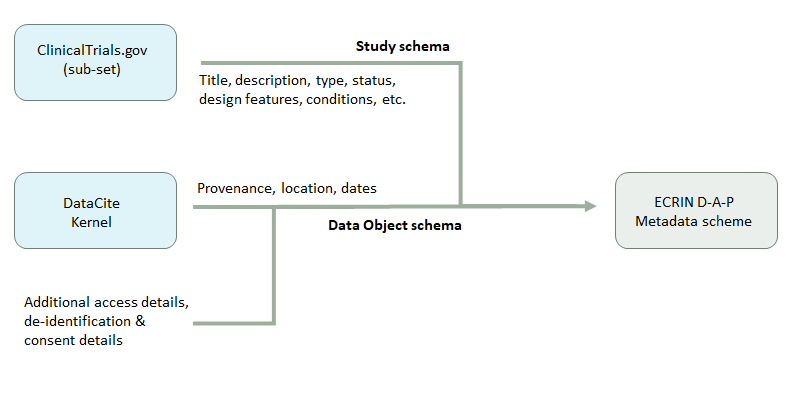 ClinicalTrials.gov
(sub-set)
Study schema
Title, description, type, status,
design features, conditions, etc.
DataCite
Kernel
Provenance, location, dates
Data Object schema
ECRIN D-A-P
Metadata scheme
Additional access details,
de-identification &
consent details